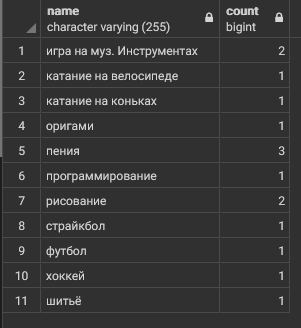 name count
character varying (255) bigint
1 игра на муз. Инструментах 2
2 катание на велосипеде 1
3 катание на коньках 1
4 оригами 1
5 пения 3
6 программирование 1
7 рисование 2
8 страйкбол 1
9 футбол 1
10 хоккей 1
11 шитьё 1